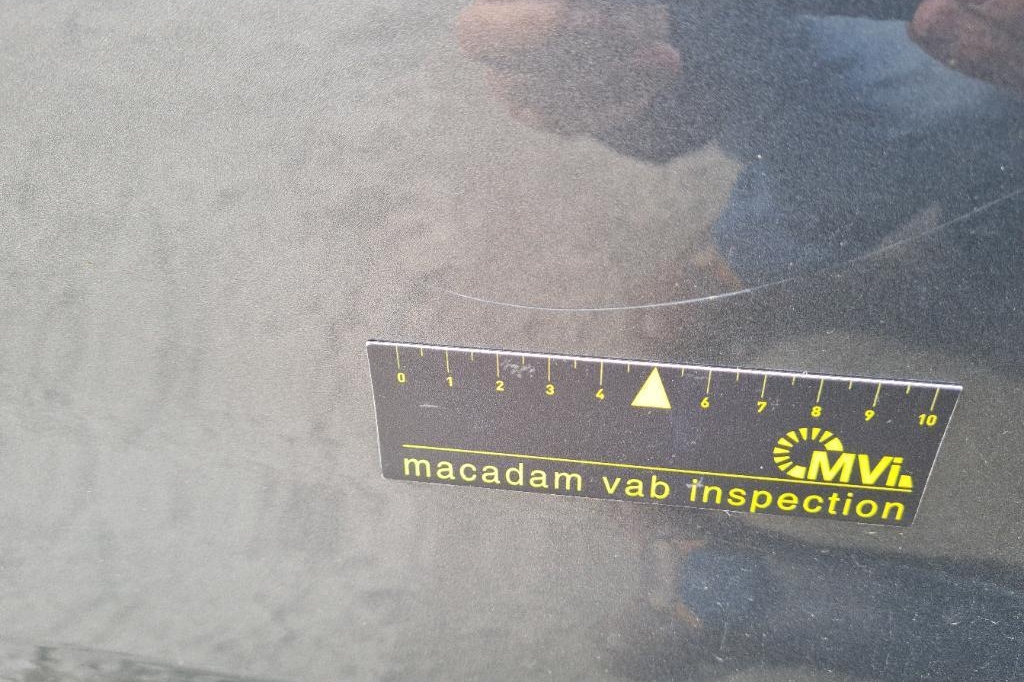 0 1 2 3 4 6 7 8 9 10
MVi
macadam vab inspection